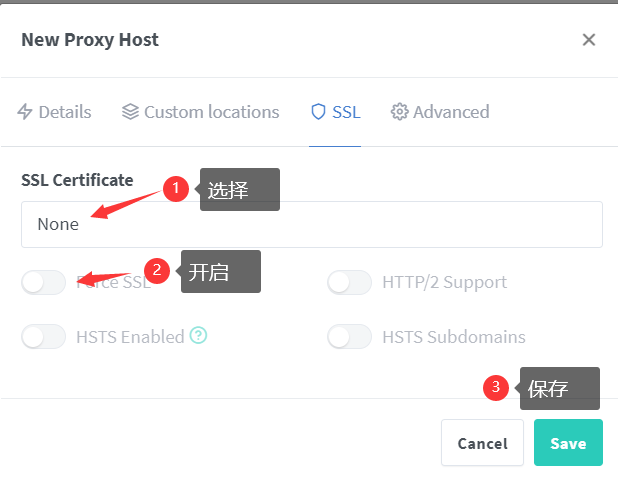 New Proxy Host
Details
Custom locations
SSL
Advanced
SSL Certificate
1
选择
None
2
开启
Force SSL
HTTP/2 Support
HSTS Enabled
?
HSTS Subdomains
3
保存
Cancel
Save